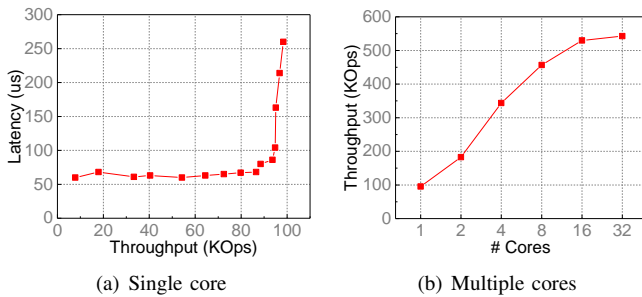 300
250
200
150
100
50
0
0 20 40 60 80 100
Latency (us)
Throughput (KOps)
(a) Single core
600
500
400
300
200
100
0
1 2 4 8 16 32
Throughput (KOps)
# Cores
(b) Multiple cores